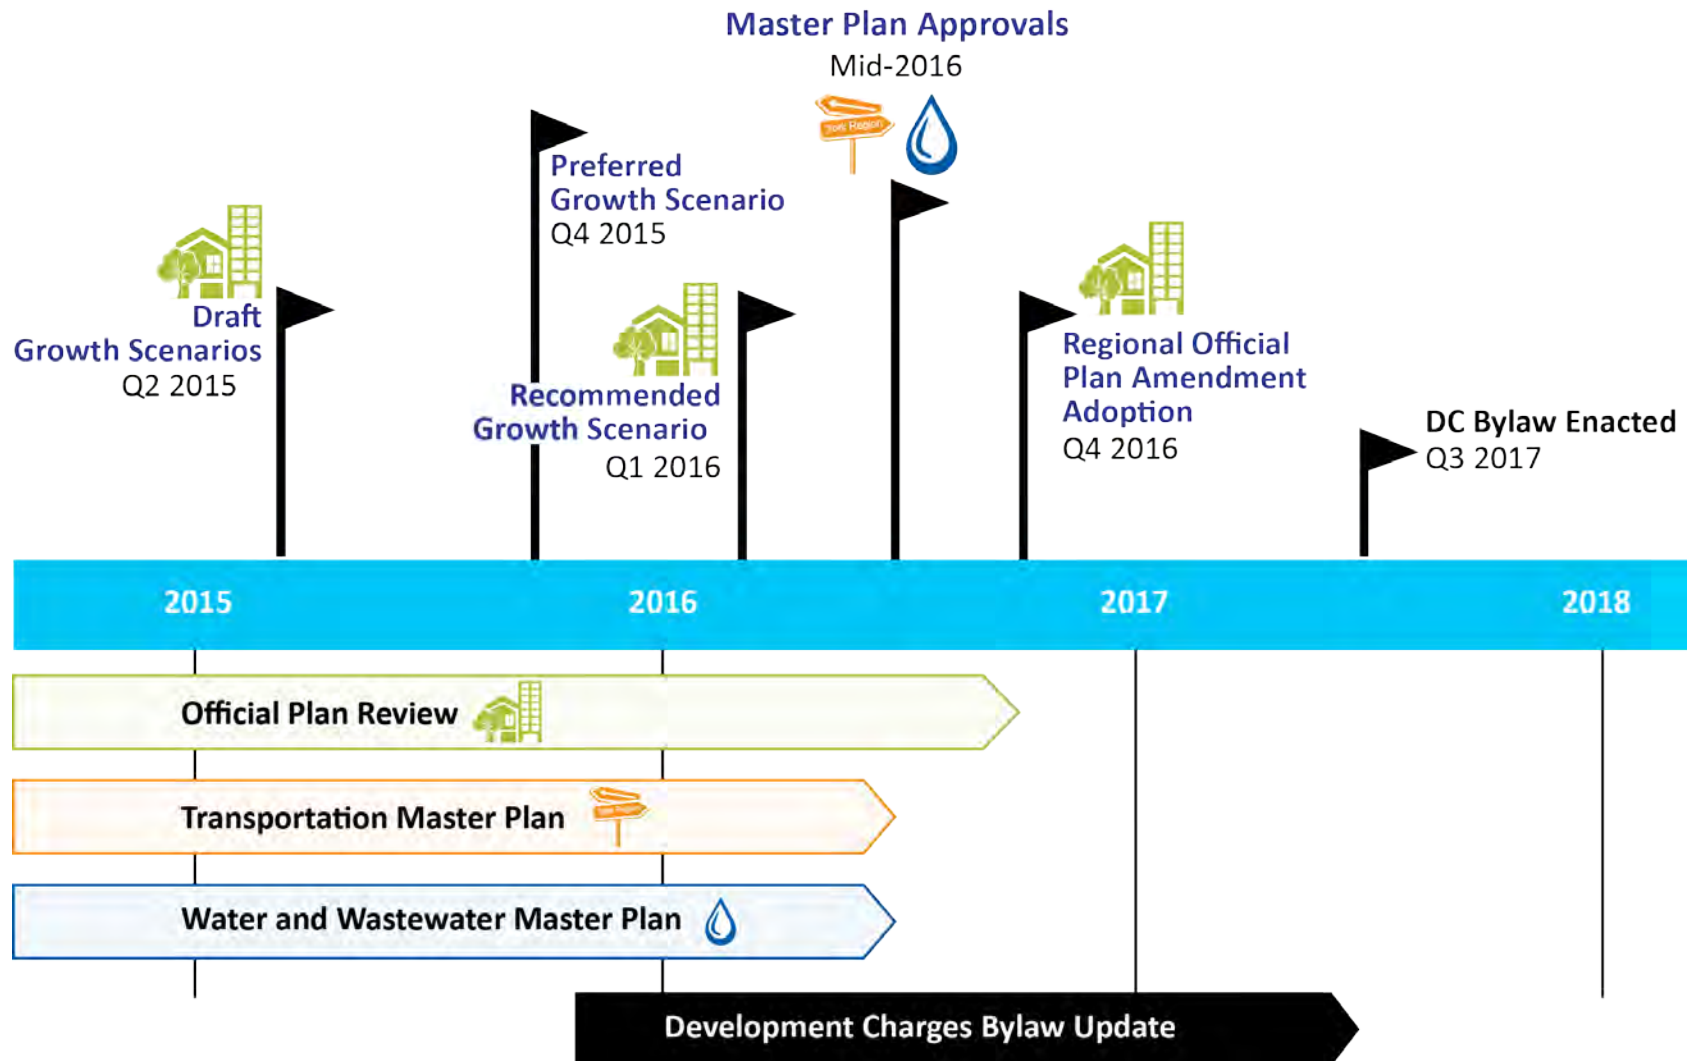 Master Plan Approvals
Mid-2016
York Region
Preferred
Growth Scenario
Q4 2015
Draft
Growth Scenarios
Q2 2015
Recommended
Growth Scenario
Q1 2016
Regional Official
Plan Amendment
Adoption
Q4 2016
DC Bylaw Enacted
Q3 2017
2015
2016
2017
2018
Official Plan Review
Transportation Master Plan
Water and Wastewater Master Plan
Development Charges Bylaw Update